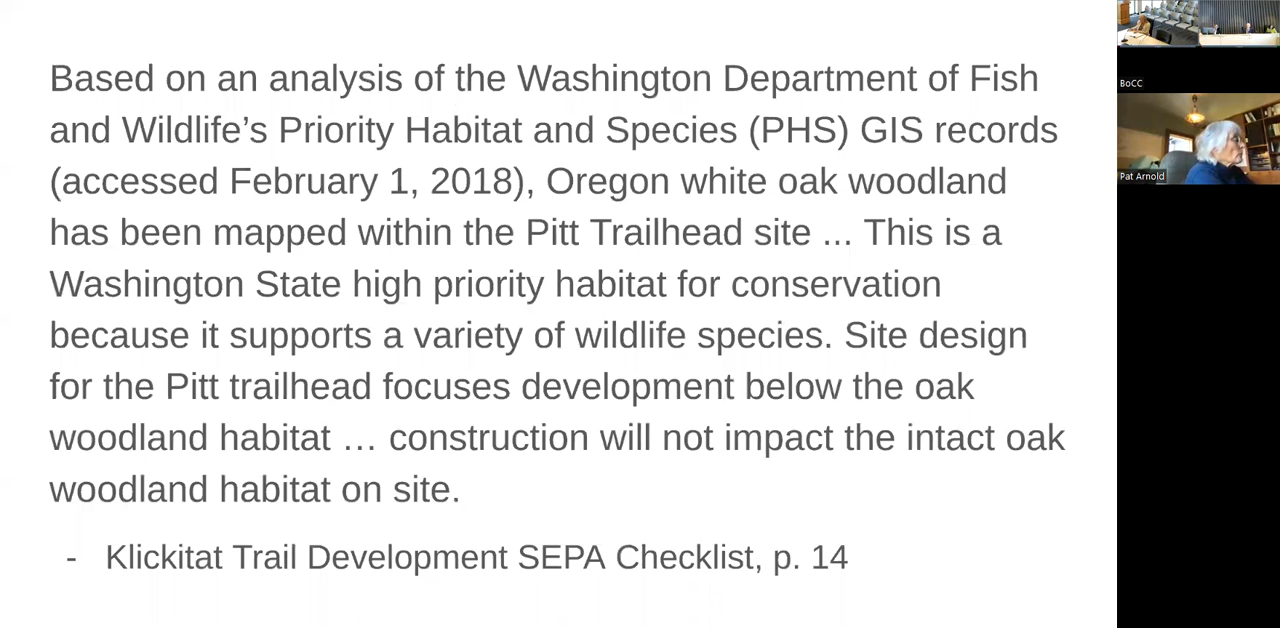 Based on an analysis of the Washington Department of Fish
and Wildlife’s Priority Habitat and Species (PHS) GIS records
(accessed February 1, 2018), Oregon white oak woodland
has been mapped within the Pitt Trailhead site ... This is a
Washington State high priority habitat for conservation
because it supports a variety of wildlife species. Site design
for the Pitt trailhead focuses development below the oak
woodland habitat … construction will not impact the intact oak
woodland habitat on site.
- Klickitat Trail Development SEPA Checklist, p. 14
BoCC
Pat Arnold